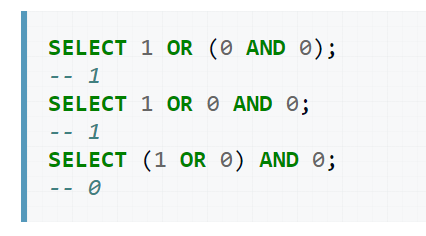 SELECT 1 OR (0 AND 0);
-- 1
SELECT 1 OR 0 AND 0;
-- 1
SELECT (1 OR 0) AND 0;
-- 0